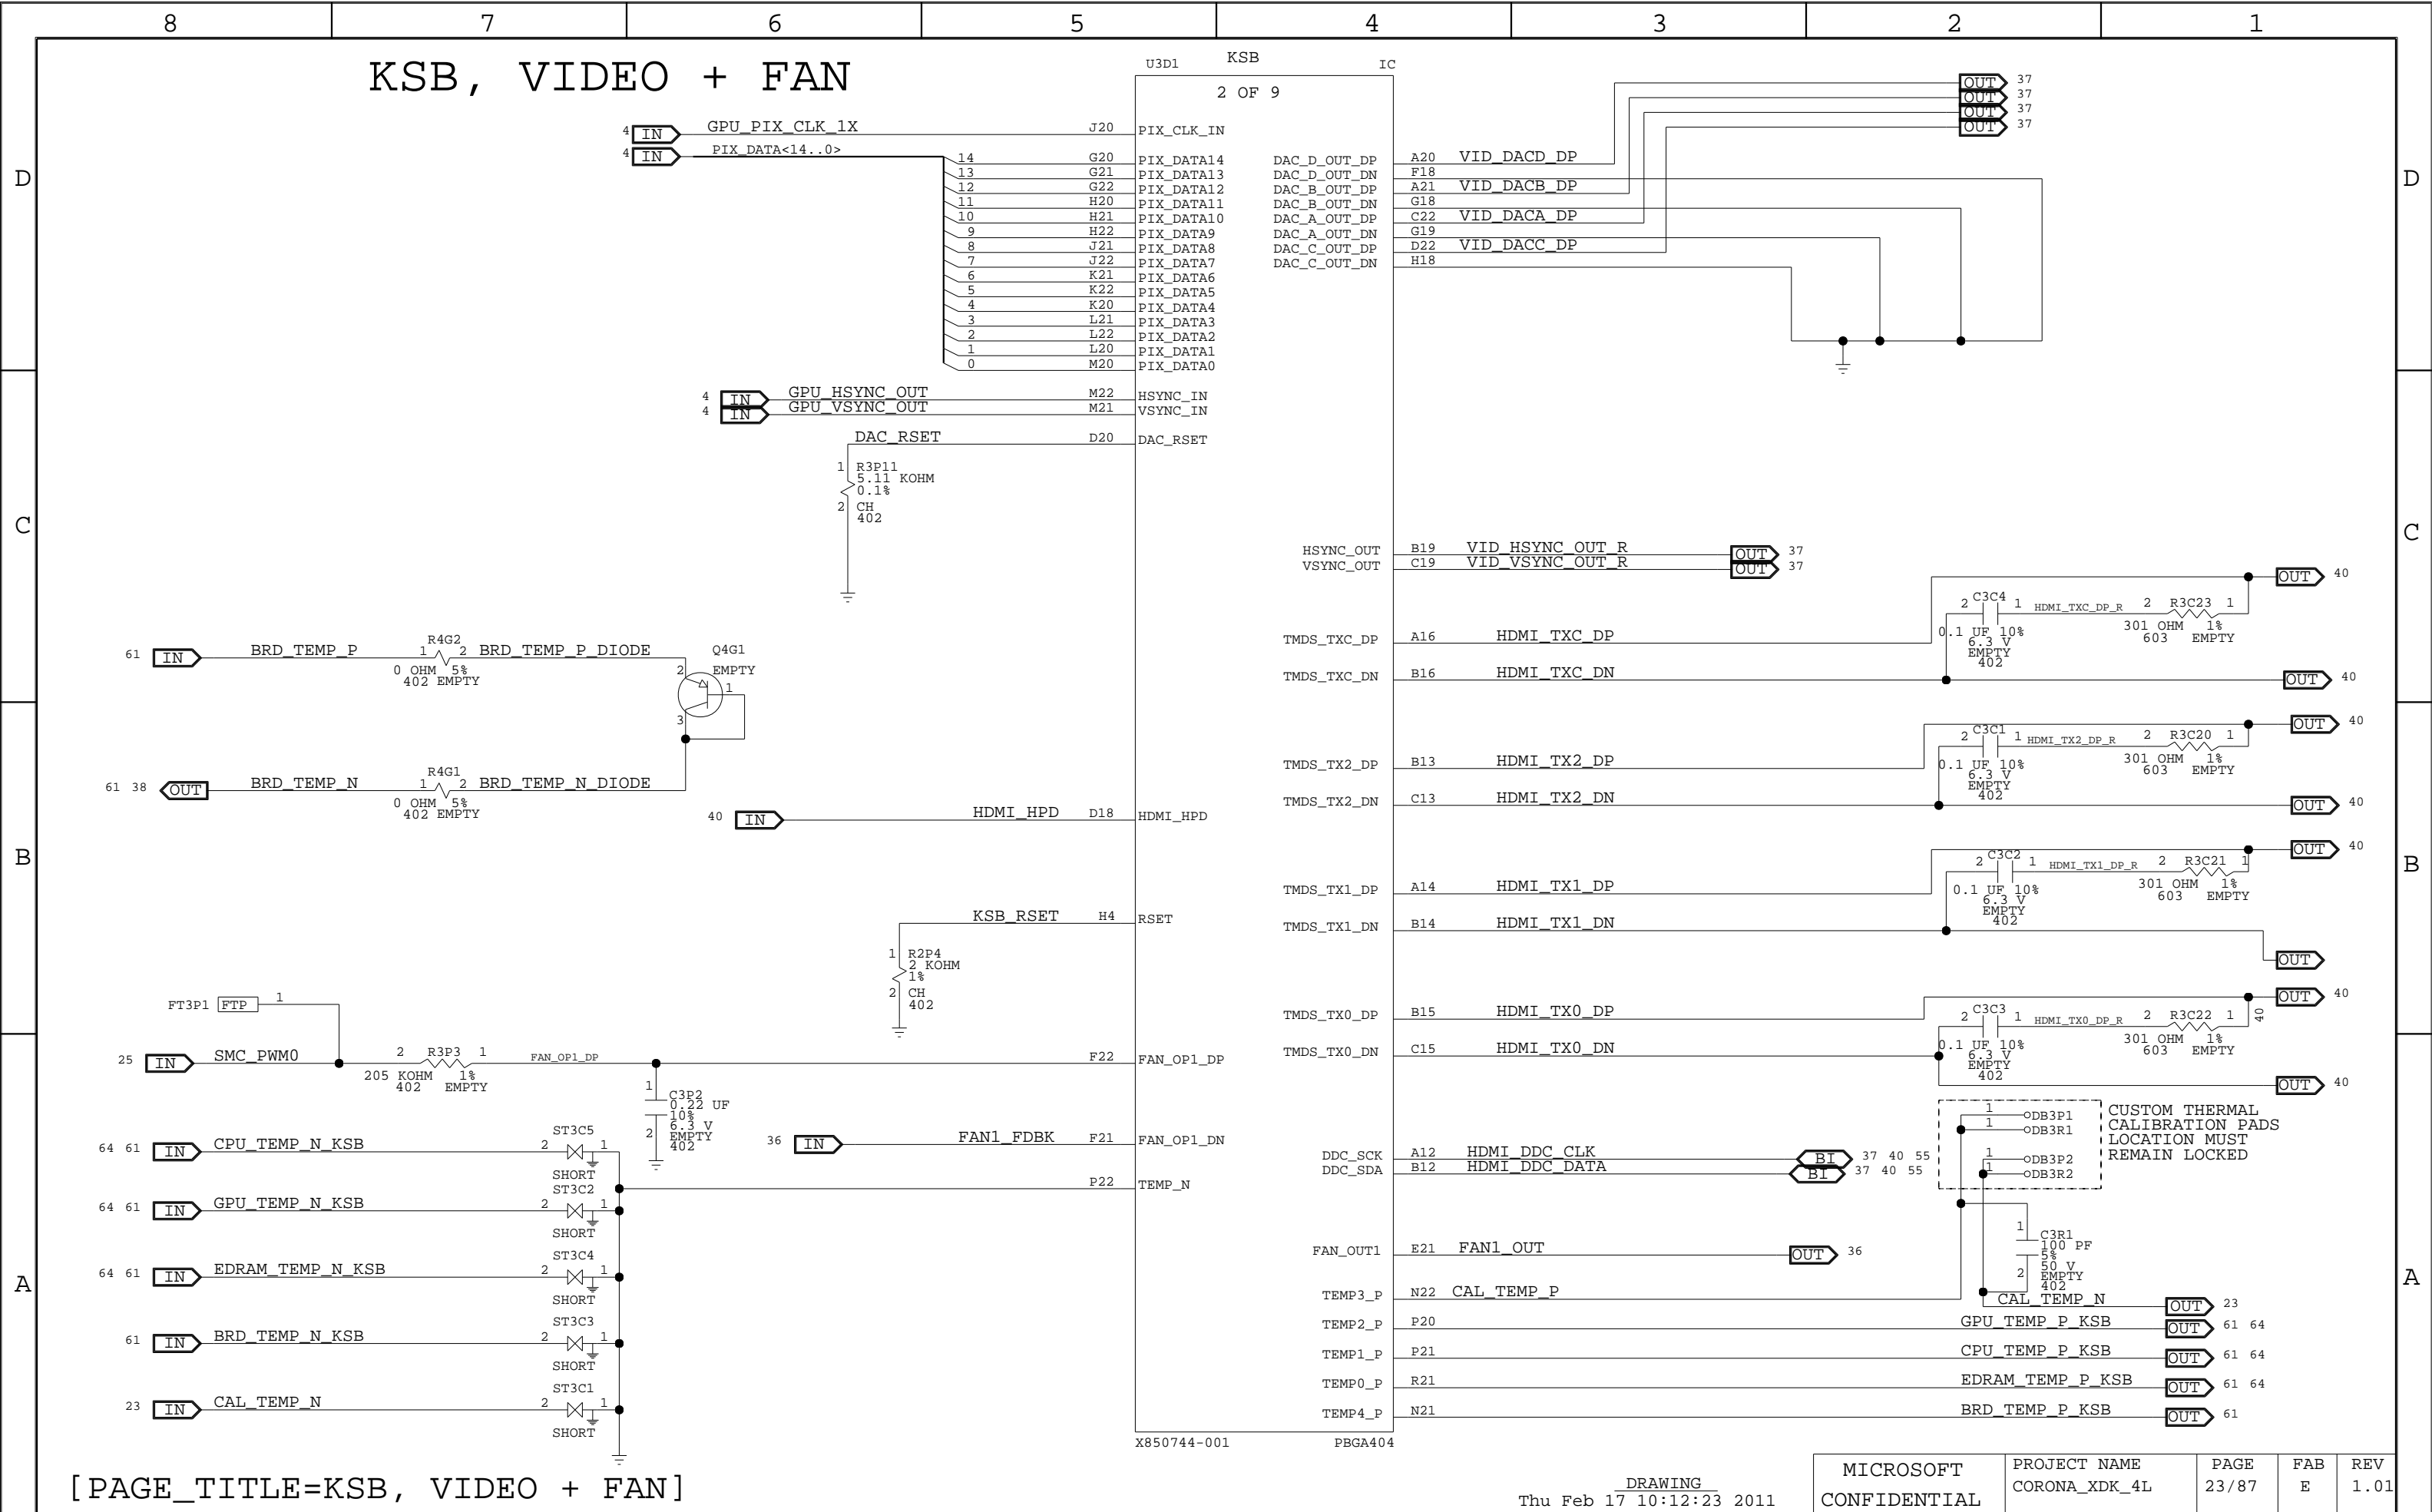 8 7 6 5 4 3 2 1
KSB, VIDEO + FAN
U3D1 KSB IC
2 OF 9
D D
C C
B B
A A
4 IN GPU_PIX_CLK_1X J20 PIX_CLK_IN
4 IN PIX_DATA<14..0>
14 G20 PIX_DATA14
13 G21 PIX_DATA13
12 G22 PIX_DATA12
11 H20 PIX_DATA11
10 H21 PIX_DATA10
9 H22 PIX_DATA9
8 J21 PIX_DATA8
7 J22 PIX_DATA7
6 K21 PIX_DATA6
5 K22 PIX_DATA5
4 K20 PIX_DATA4
3 L21 PIX_DATA3
2 L22 PIX_DATA2
1 L20 PIX_DATA1
0 M20 PIX_DATA0
4 IN GPU_HSYNC_OUT M22 HSYNC_IN
4 IN GPU_VSYNC_OUT M21 VSYNC_IN
DAC_RSET D20 DAC_RSET
1 R3P11
5.11 KOHM
0.1%
2 CH
402
61 IN BRD_TEMP_P
R4G2
1 2
0 OHM 5%
402 EMPTY
BRD_TEMP_P_DIODE
Q4G1
EMPTY
2
1
3
61 38 OUT BRD_TEMP_N
R4G1
1 2
0 OHM 5%
402 EMPTY
BRD_TEMP_N_DIODE
40 IN HDMI_HPD D18 HDMI_HPD
KSB_RSET H4 RSET
1 R2P4
2 KOHM
1%
2 CH
402
FT3P1 FTP 1
25 IN SMC_PWM0
2 R3P3 1
205 KOHM 1%
402 EMPTY
FAN_OP1_DP F22 FAN_OP1_DP
1
C3P2
0.22 UF
10%
6.3 V
2 EMPTY
402
36 IN FAN1_FDBK F21 FAN_OP1_DN
P22 TEMP_N
64 61 IN CPU_TEMP_N_KSB
ST3C5
2 1
SHORT
64 61 IN GPU_TEMP_N_KSB
ST3C2
2 1
SHORT
64 61 IN EDRAM_TEMP_N_KSB
ST3C4
2 1
SHORT
61 IN BRD_TEMP_N_KSB
ST3C3
2 1
SHORT
23 IN CAL_TEMP_N
ST3C1
2 1
SHORT
DAC_D_OUT_DP A20 VID_DACD_DP
DAC_D_OUT_DN F18
DAC_B_OUT_DP A21 VID_DACB_DP
DAC_B_OUT_DN G18
DAC_A_OUT_DP C22 VID_DACA_DP
DAC_A_OUT_DN G19
DAC_C_OUT_DP D22 VID_DACC_DP
DAC_C_OUT_DN H18
OUT 37
OUT 37
OUT 37
OUT 37
HSYNC_OUT B19 VID_HSYNC_OUT_R OUT 37
VSYNC_OUT C19 VID_VSYNC_OUT_R OUT 37
OUT 40
TMDS_TXC_DP A16 HDMI_TXC_DP
2 C3C4 1 HDMI_TXC_DP_R 2 R3C23 1
0.1 UF 10%
6.3 V
EMPTY
402
301 OHM 1%
603 EMPTY
TMDS_TXC_DN B16 HDMI_TXC_DN OUT 40
OUT 40
TMDS_TX2_DP B13 HDMI_TX2_DP
2 C3C1 1 HDMI_TX2_DP_R 2 R3C20 1
0.1 UF 10%
6.3 V
EMPTY
402
301 OHM 1%
603 EMPTY
TMDS_TX2_DN C13 HDMI_TX2_DN OUT 40
OUT 40
TMDS_TX1_DP A14 HDMI_TX1_DP
2 C3C2 1 HDMI_TX1_DP_R 2 R3C21 1
0.1 UF 10%
6.3 V
EMPTY
402
301 OHM 1%
603 EMPTY
TMDS_TX1_DN B14 HDMI_TX1_DN
OUT
OUT 40
40
TMDS_TX0_DP B15 HDMI_TX0_DP
2 C3C3 1 HDMI_TX0_DP_R 2 R3C22 1
0.1 UF 10%
6.3 V
EMPTY
402
301 OHM 1%
603 EMPTY
TMDS_TX0_DN C15 HDMI_TX0_DN
OUT 40
DDC_SCK A12 HDMI_DDC_CLK BI 37 40 55
DDC_SDA B12 HDMI_DDC_DATA BI 37 40 55
1 DB3P1
1 DB3R1
1 DB3P2
1 DB3R2
CUSTOM THERMAL
CALIBRATION PADS
LOCATION MUST
REMAIN LOCKED
FAN_OUT1 E21 FAN1_OUT OUT 36
1
C3R1
100 PF
5%
50 V
2 EMPTY
402
TEMP3_P N22 CAL_TEMP_P
CAL_TEMP_N OUT 23
TEMP2_P P20 GPU_TEMP_P_KSB OUT 61 64
TEMP1_P P21 CPU_TEMP_P_KSB OUT 61 64
TEMP0_P R21 EDRAM_TEMP_P_KSB OUT 61 64
TEMP4_P N21 BRD_TEMP_P_KSB OUT 61
X850744-001 PBGA404
[PAGE_TITLE=KSB, VIDEO + FAN]
DRAWING
Thu Feb 17 10:12:23 2011
MICROSOFT
CONFIDENTIAL
PROJECT NAME
CORONA_XDK_4L
PAGE
23/87
FAB
E
REV
1.01